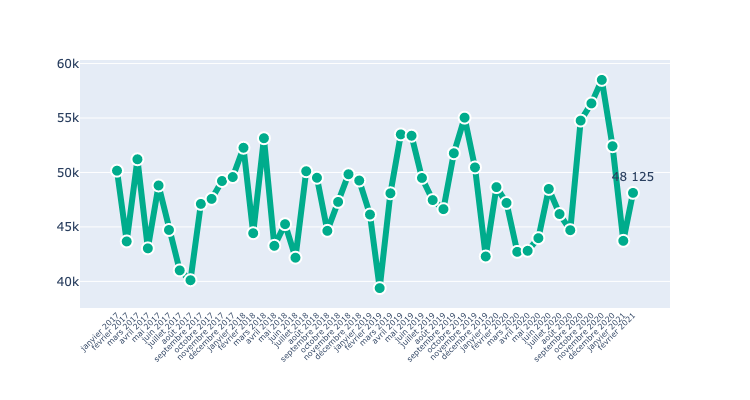 60k
55k
50k
45k
40k
48 125
janvier 2017
février 2017
mars 2017
avril 2017
mai 2017
juin 2017
juillet 2017
août 2017
septembre 2017
octobre 2017
novembre 2017
décembre 2017
janvier 2018
février 2018
mars 2018
avril 2018
mai 2018
juin 2018
juillet 2018
août 2018
septembre 2018
octobre 2018
novembre 2018
décembre 2018
janvier 2019
février 2019
mars 2019
avril 2019
mai 2019
juin 2019
juillet 2019
août 2019
septembre 2019
octobre 2019
novembre 2019
décembre 2019
janvier 2020
février 2020
mars 2020
avril 2020
mai 2020
juin 2020
juillet 2020
août 2020
septembre 2020
octobre 2020
novembre 2020
décembre 2020
janvier 2021
février 2021